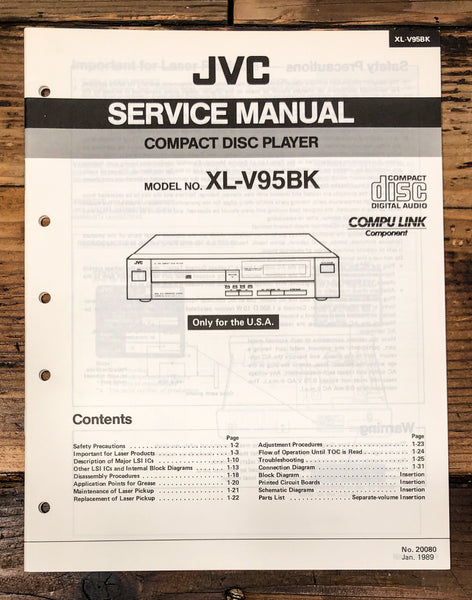 XL-V95BK
JVC
SERVICE MANUAL
COMPACT DISC PLAYER
MODEL NO. XL-V95BK
COMPACT
disc
DIGITAL AUDIO
COMPU LINK
Component
JVC
Only for the U.S.A.
Contents
Page
Safety Precautions 1-2
Important for Laser Products 1-3
Description of Major LSI ICs 1-10
Other LSI ICs and Internal Block Diagrams 1-13
Disassembly Procedures 1-18
Application Points for Grease 1-20
Maintenance of Laser Pickup 1-21
Replacement of Laser Pickup 1-22
Page
Adjustment Procedures 1-23
Flow of Operation Until TOC is Read 1-24
Troubleshooting 1-25
Connection Diagram 1-31
Block Diagram Insertion
Printed Circuit Boards Insertion
Schematic Diagrams Insertion
Parts List Separate-volume Insertion
No. 20080
Jan. 1989